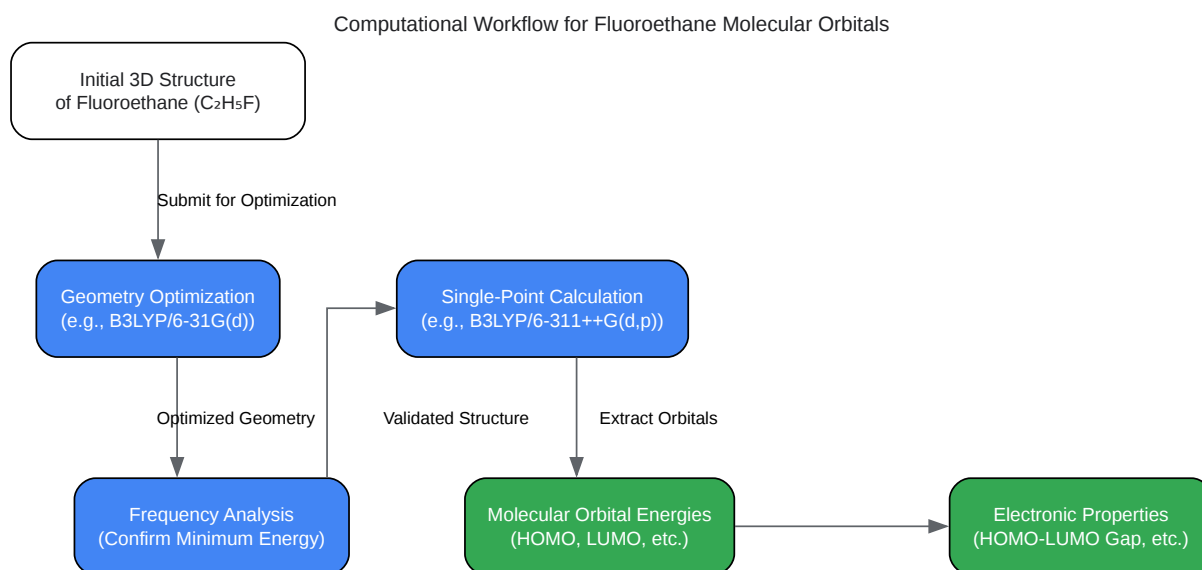 Computational Workflow for Fluoroethane Molecular Orbitals
Initial 3D Structure
of Fluoroethane (C₂H₅F)
Submit for Optimization
Geometry Optimization
(e.g., B3LYP/6-31G(d))
Single-Point Calculation
(e.g., B3LYP/6-311++G(d,p))
Optimized Geometry
Validated Structure
Extract Orbitals
Frequency Analysis
(Confirm Minimum Energy)
Molecular Orbital Energies
(HOMO, LUMO, etc.)
Electronic Properties
(HOMO-LUMO Gap, etc.)